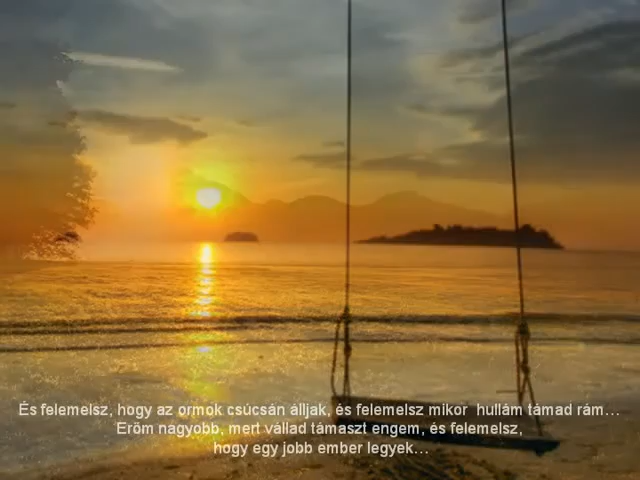 És felemelsz, hogy az ormok csúcsán álljak, és felemelsz mikor hullám támad rám...
Eröm nagyobb, mert vállad támaszt engem, és felemelsz,
hogy egy jobb ember legyek...